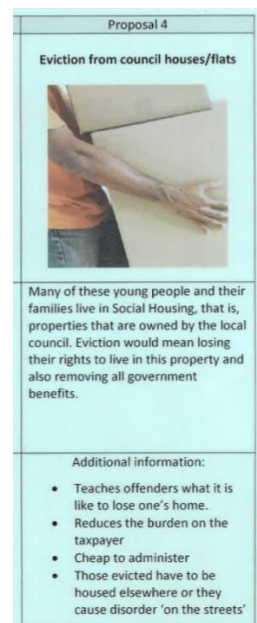 Proposal 4
Eviction from council houses/flats
Many of these young people and their
families live in Social Housing, that is,
properties that are owned by the local
council. Eviction would mean losing
their rights to live in this property and
also removing all government
benefits.
Additional information:
• Teaches offenders what it is
like to lose one's home.
• Reduces the burden on the
taxpayer
• Cheap to administer
• Those evicted have to be
housed elsewhere or they
cause disorder 'on the streets'